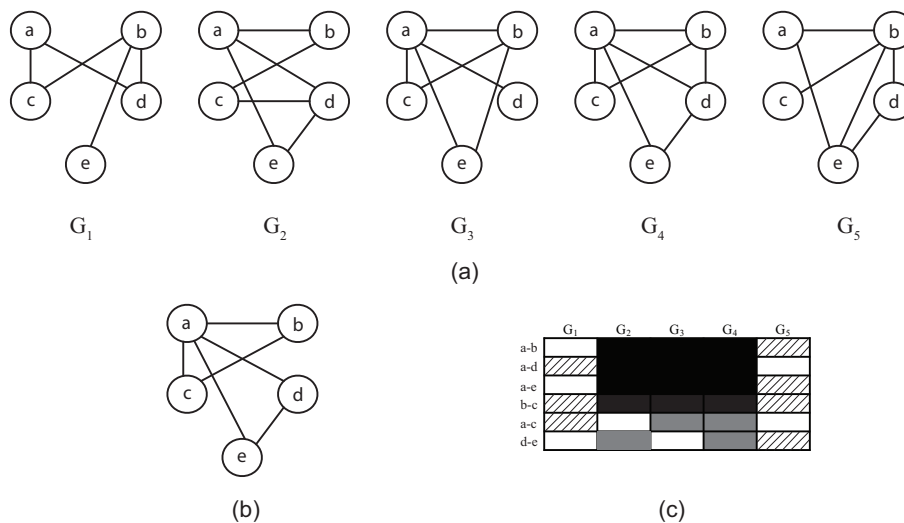 a b a b a b a b a b
c d c d c d c d c d
e e e e e
G1 G2 G3 G4 G5
(a)
a b
c d
e
(b)
G1 G2 G3 G4 G5
a-b
a-d
a-e
b-c
a-c
d-e
(c)